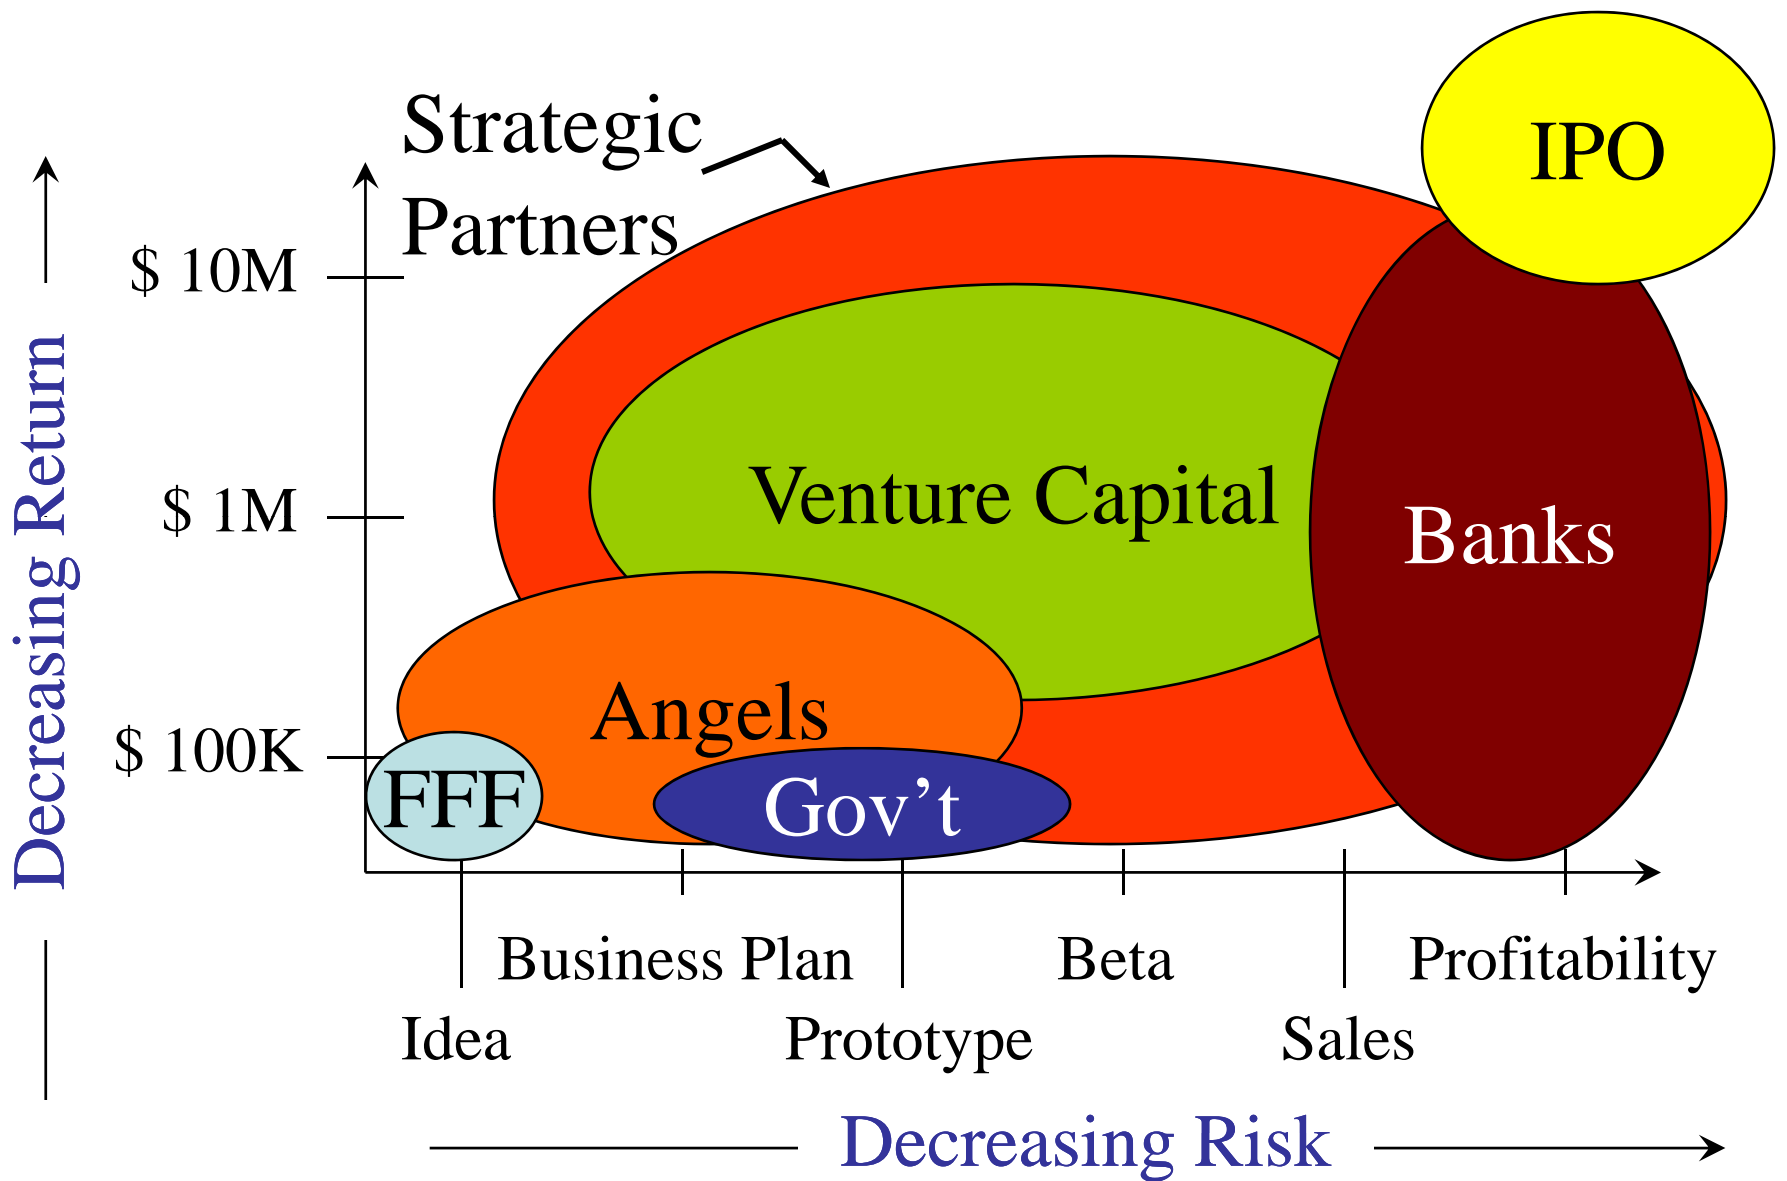 Strategic
Partners
IPO
$ 10M
Venture Capital
$ 1M
Banks
Angels
$ 100K
FFF
Gov’t
Decreasing Return
Business Plan
Beta
Profitability
Idea
Prototype
Sales
Decreasing Risk